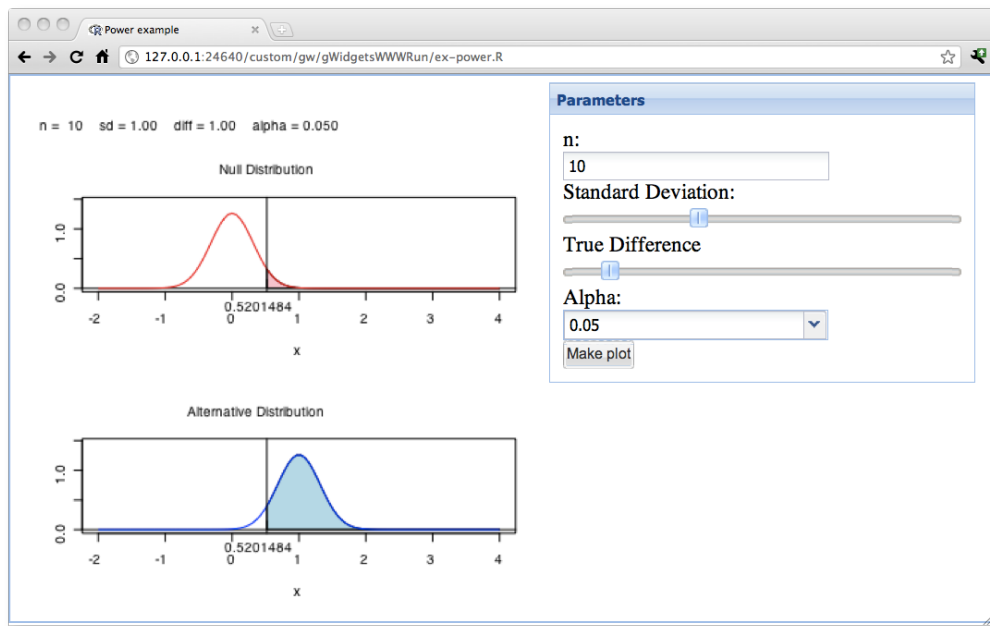 Power example
127.0.0.1:24640/custom/gw/gWidgetsWWWRun/ex-power.R
n = 10 sd = 1.00 diff = 1.00 alpha = 0.050
Null Distribution
1.0
0.0
0.5201484
-2 -1 0 1 2 3 4
x
Alternative Distribution
1.0
0.0
0.5201484
-2 -1 0 1 2 3 4
x
Parameters
n:
10
Standard Deviation:
True Difference
Alpha:
0.05
Make plot